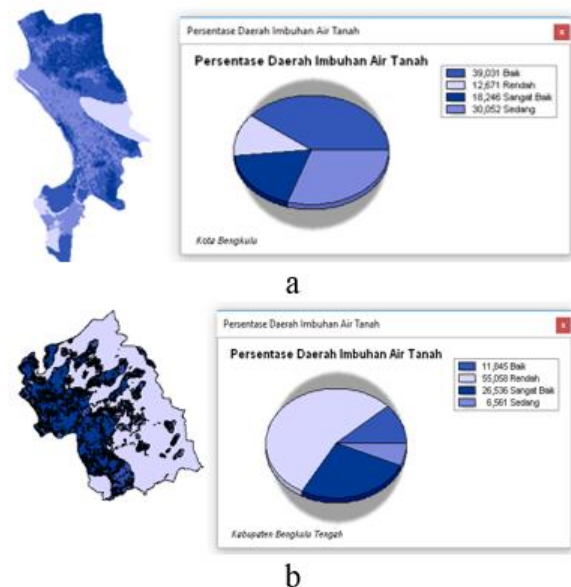 Persentase Daerah Imbuhan Air Tanah
x
Persentase Daerah Imbuhan Air Tanah
39,031 Baik
12,671 Rendah
18,246 Sangat Baik
30,052 Sedang
Kota Bengkulu
a
Persentase Daerah Imbuhan Air Tanah
x
Persentase Daerah Imbuhan Air Tanah
11,845 Baik
55,058 Rendah
26,536 Sangat Baik
6,561 Sedang
Kabupaten Bengkulu Tengah
b